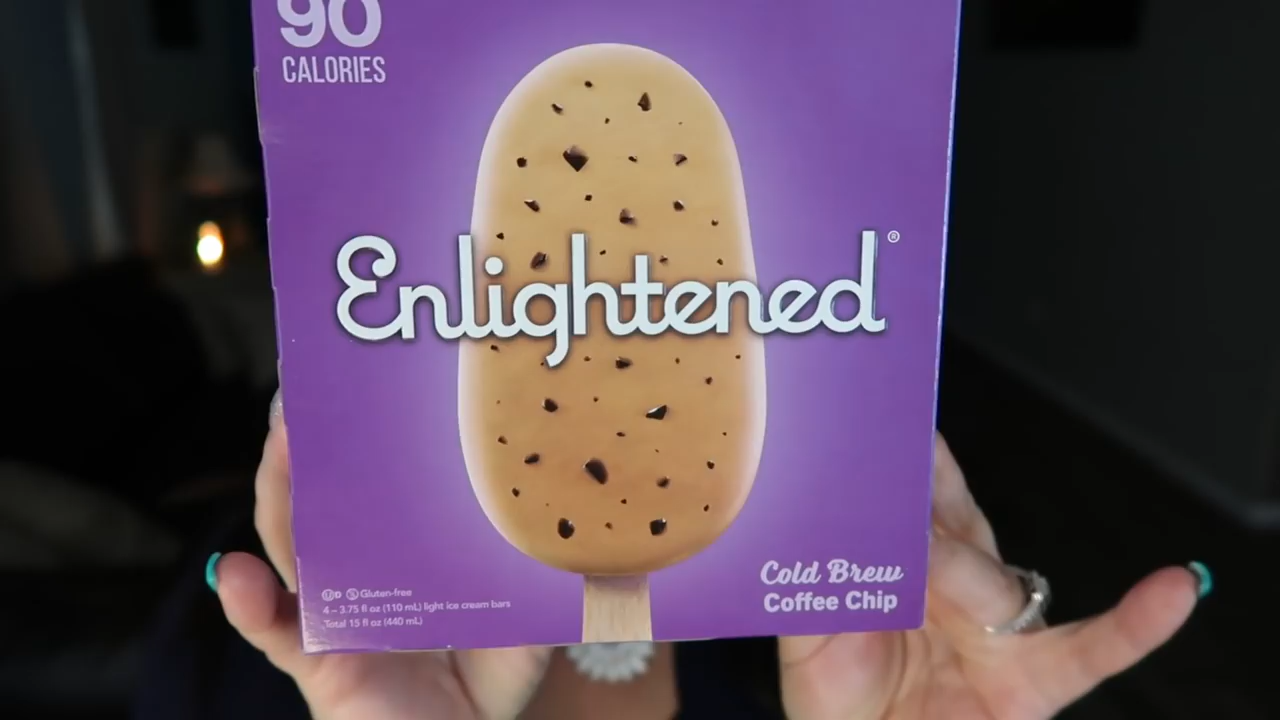 90
CALORIES
Enlightened®
Cold Brew
Coffee Chip
UD Gluten-free
4 – 3.75 fl oz (110 mL) light ice cream bars
Total 15 fl oz (440 mL)